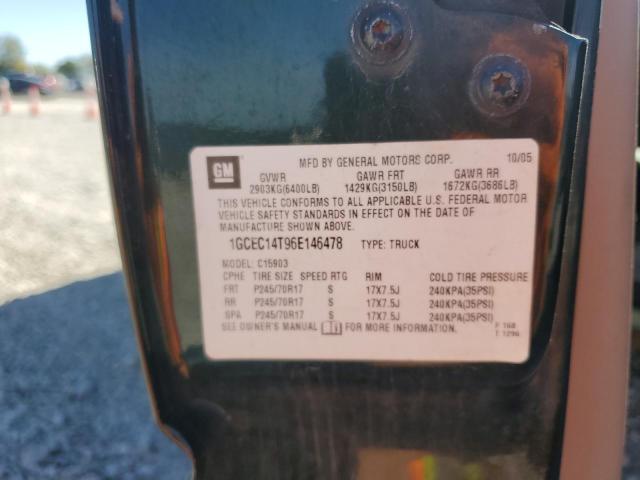 GM MFD BY GENERAL MOTORS CORP. 10/05
GVWR GAWR FRT GAWR RR
2903KG(6400LB) 1429KG(3150LB) 1672KG(3686LB)
THIS VEHICLE CONFORMS TO ALL APPLICABLE U.S. FEDERAL MOTOR
VEHICLE SAFETY STANDARDS IN EFFECT ON THE DATE OF
MANUFACTURE SHOWN ABOVE.
1GCEC14T96E146478 TYPE: TRUCK
MODEL: C15903
CPHE TIRE SIZE SPEED RTG RIM COLD TIRE PRESSURE
FRT P245/70R17 S 17X7.5J 240KPA(35PSI)
RR P245/70R17 S 17X7.5J 240KPA(35PSI)
SPA P245/70R17 S 17X7.5J 240KPA(35PSI)
SEE OWNER'S MANUAL FOR MORE INFORMATION. P 168
T 1296